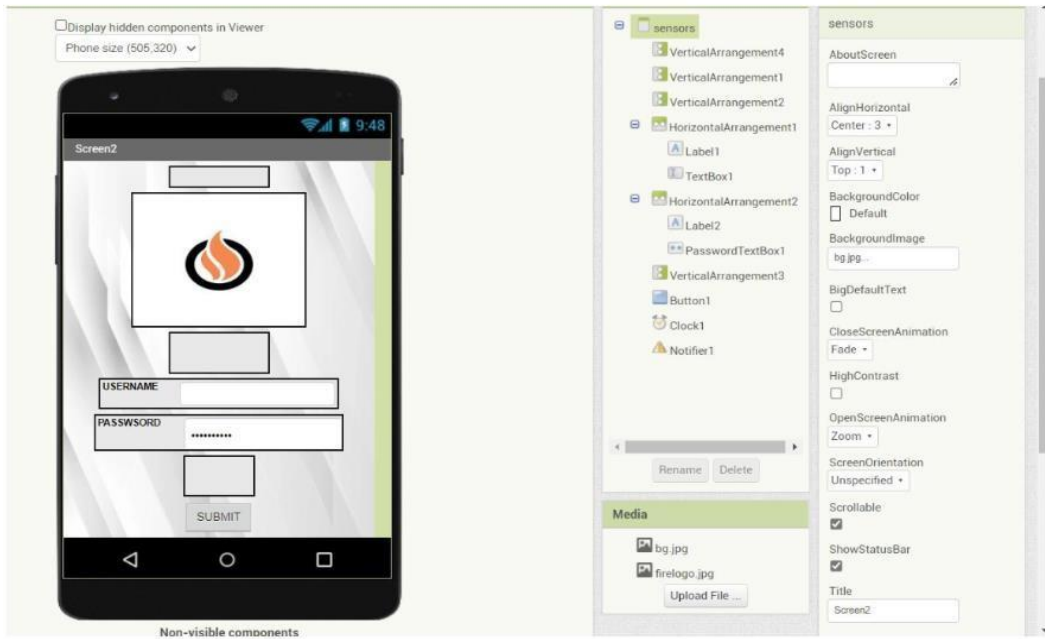 Display hidden components in Viewer
Phone size (505,320)
9:48
Screen2
USERNAME
PASSWSORD
SUBMIT
Non-visible components
sensors
VerticalArrangement4
VerticalArrangement1
VerticalArrangement2
HorizontalArrangement1
Label1
TextBox1
HorizontalArrangement2
Label2
PasswordTextBox1
VerticalArrangement3
Button1
Clock1
Notifier1
Rename Delete
Media
bg.jpg
firelogo.jpg
Upload File ...
sensors
AboutScreen
AlignHorizontal
Center : 3
AlignVertical
Top : 1
BackgroundColor
Default
BackgroundImage
bg.jpg...
BigDefaultText
CloseScreenAnimation
Fade
HighContrast
OpenScreenAnimation
Zoom
ScreenOrientation
Unspecified
Scrollable
ShowStatusBar
Title
Screen2